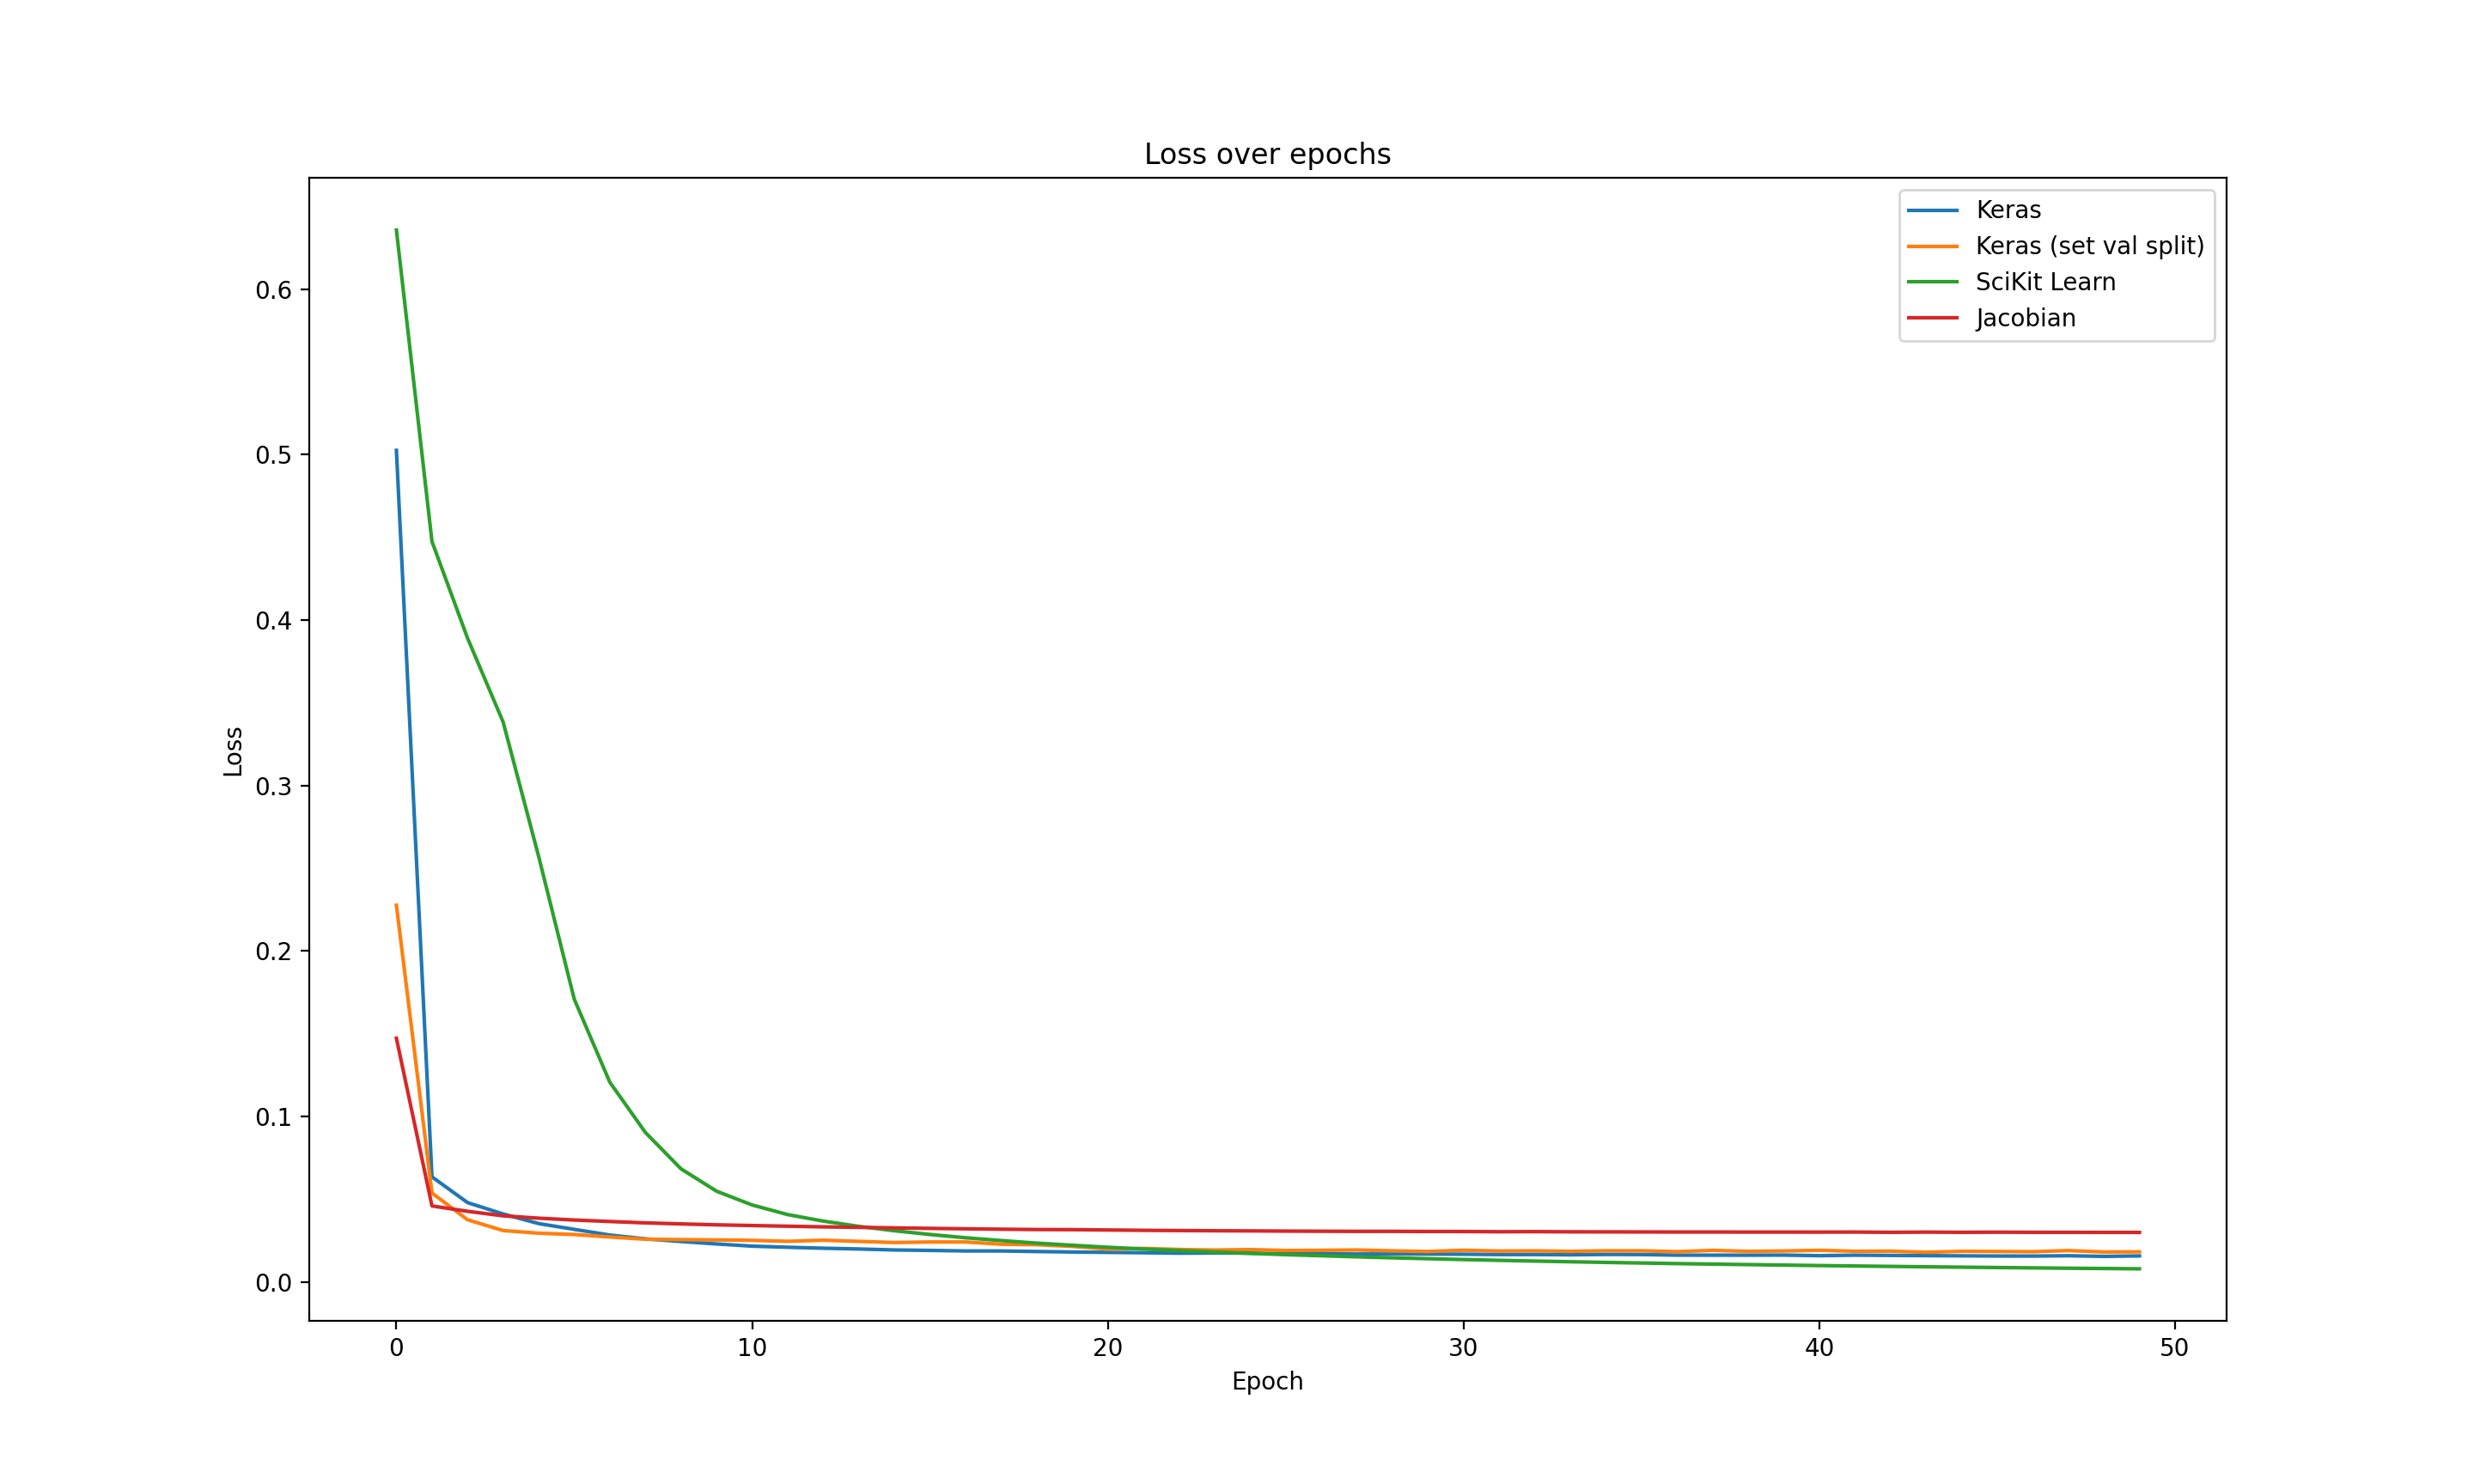 Loss over epochs
Keras
Keras (set val split)
SciKit Learn
Jacobian
0.6
0.5
0.4
0.3
0.2
0.1
0.0
Loss
0 10 20 30 40 50
Epoch